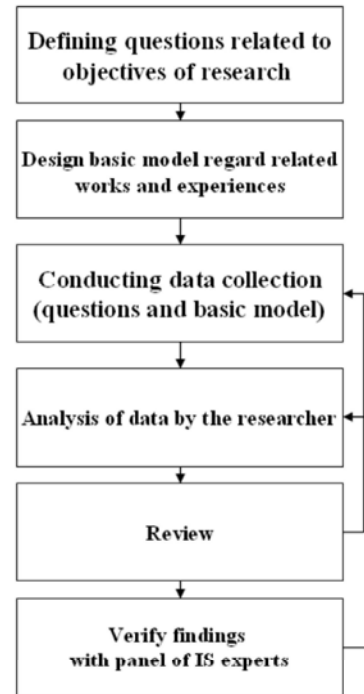 Defining questions related to
objectives of research
Design basic model regard related
works and experiences
Conducting data collection
(questions and basic model)
Analysis of data by the researcher
Review
Verify findings
with panel of IS experts